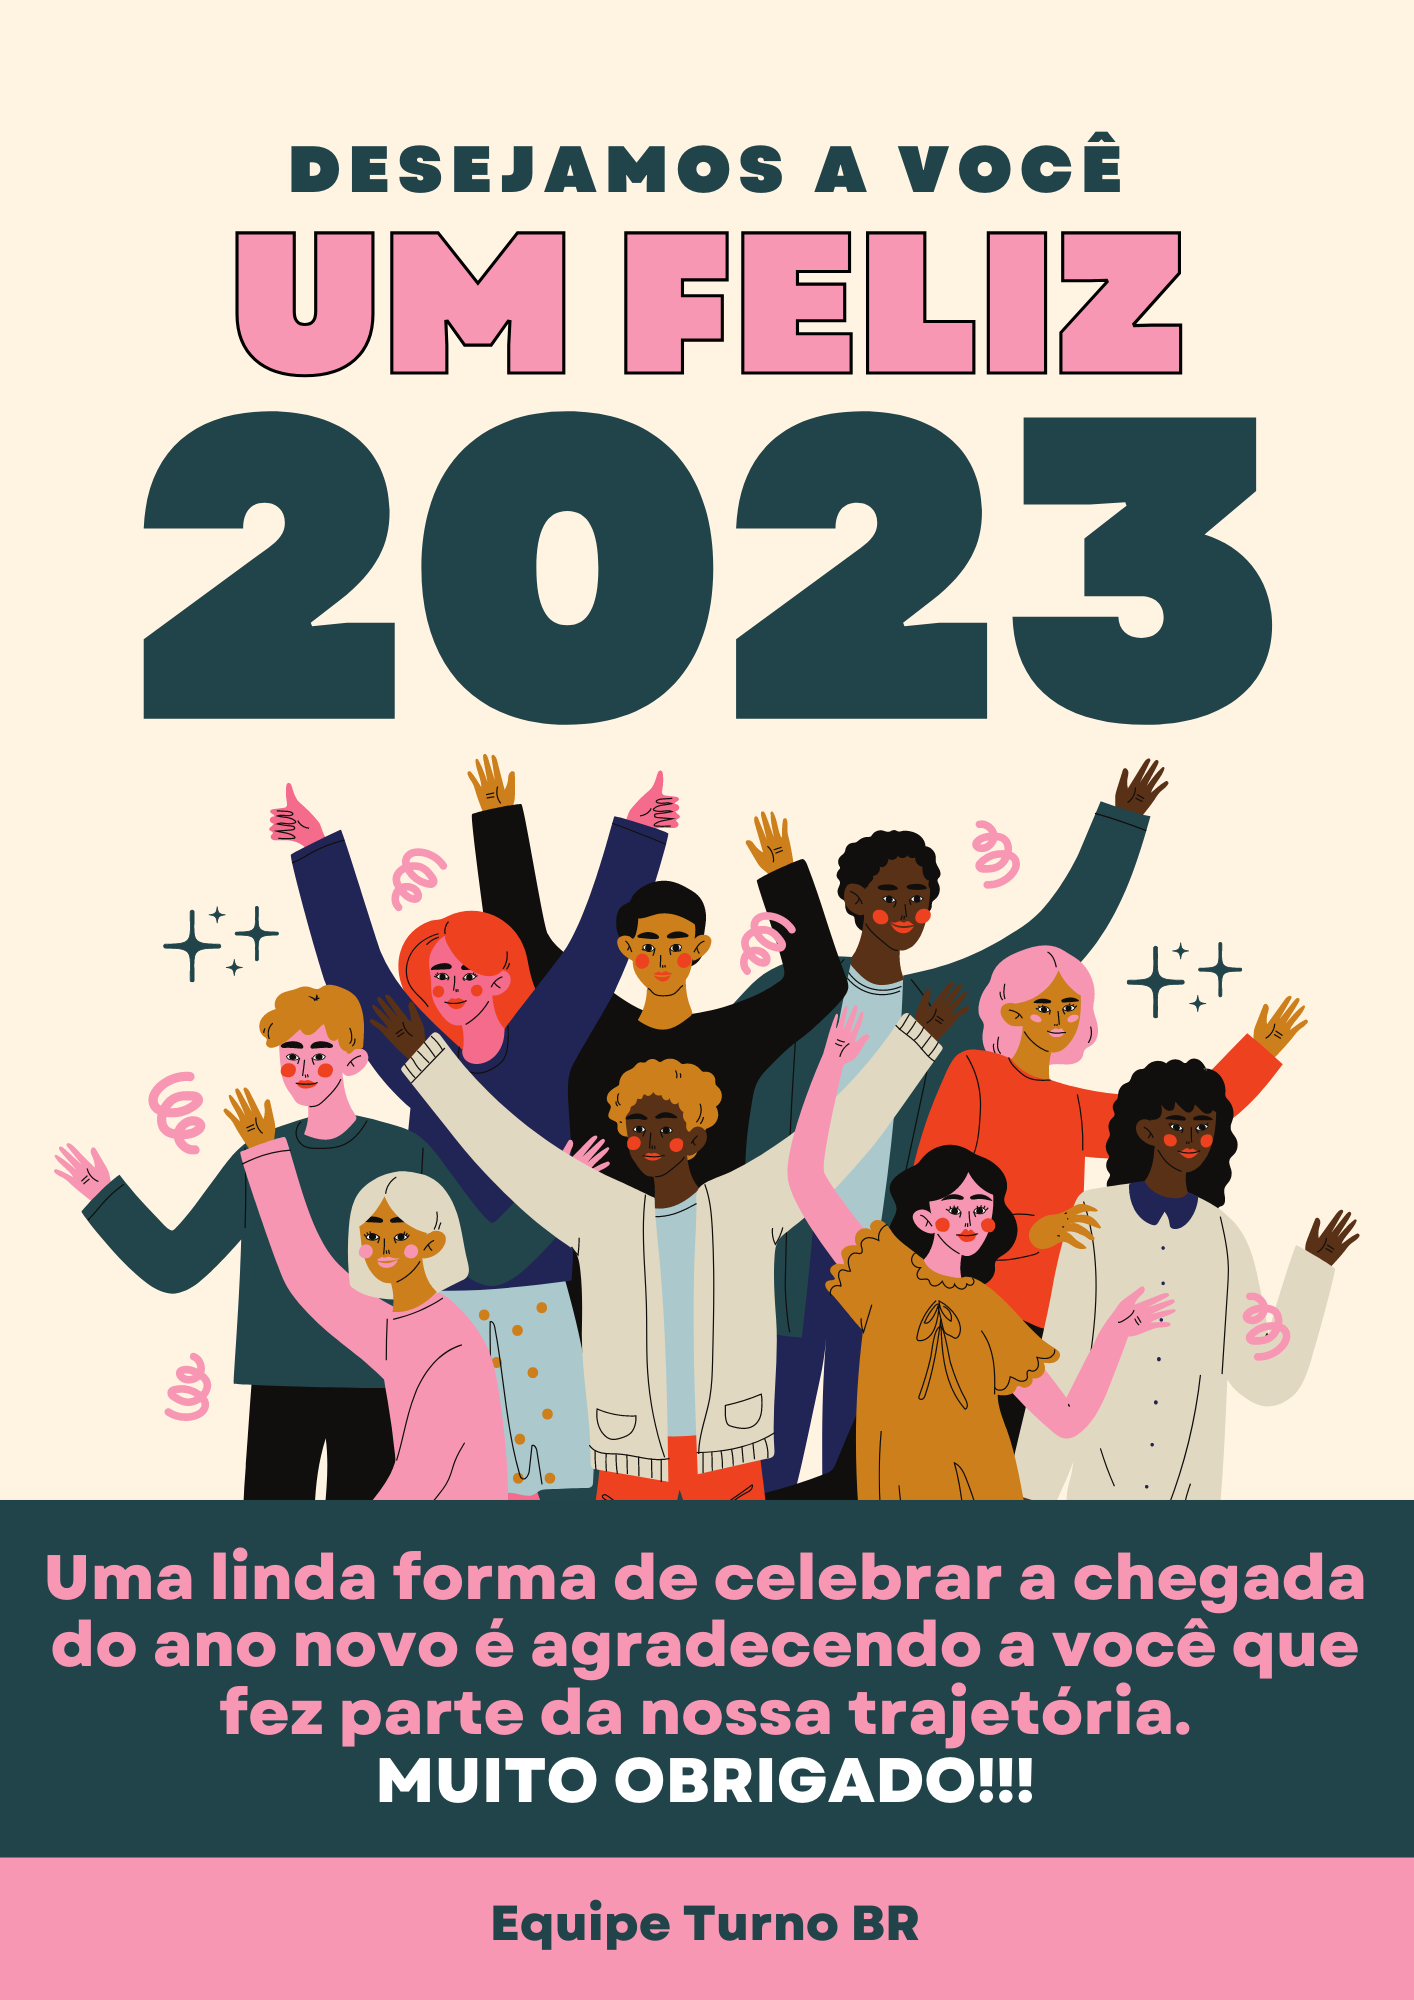 DESEJAMOS A VOCÊ
UM FELIZ
2023
Uma linda forma de celebrar a chegada
do ano novo é agradecendo a você que
fez parte da nossa trajetória.
MUITO OBRIGADO!!!
Equipe Turno BR